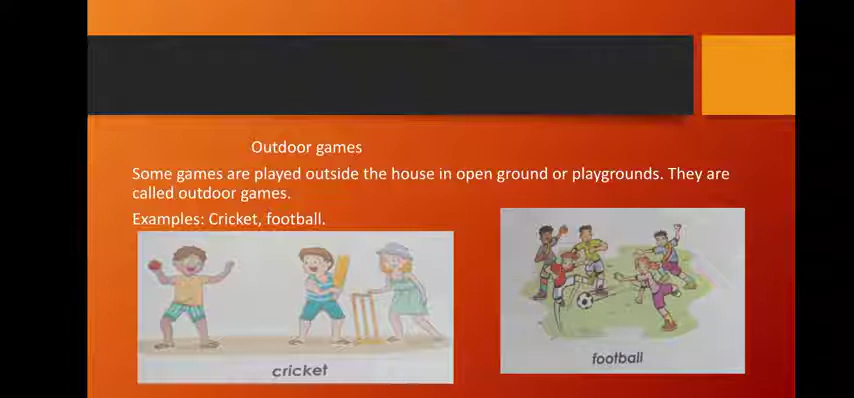 Outdoor games
Some games are played outside the house in open ground or playgrounds. They are
called outdoor games.
Examples: Cricket, football.
cricket
football